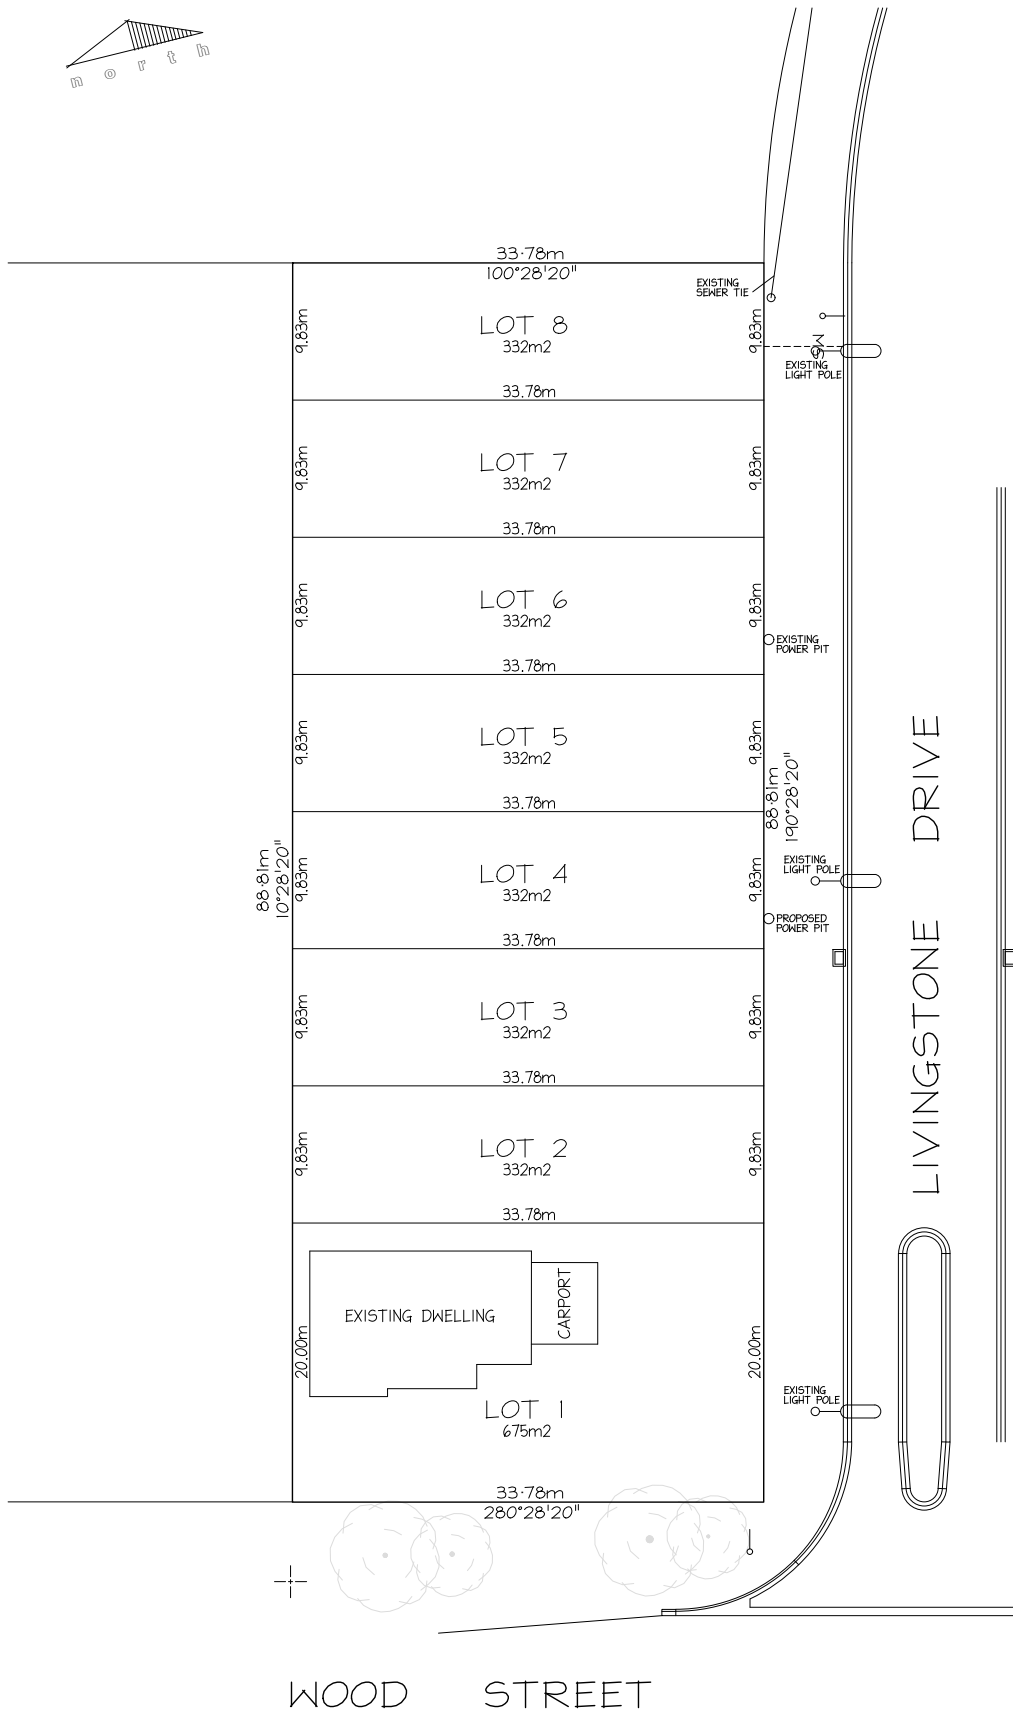 north
33·78m
100°28'20"
EXISTING
SEWER TIE
LOT 8
332m2
9.83m
9.83m
EXISTING
LIGHT POLE
33.78m
LOT 7
332m2
9.83m
9.83m
33.78m
LOT 6
332m2
9.83m
9.83m
EXISTING
POWER PIT
33.78m
LOT 5
332m2
9.83m
9.83m
88·81m
190°28'20"
33.78m
LOT 4
332m2
9.83m
9.83m
88·81m
10°28'20"
EXISTING
LIGHT POLE
PROPOSED
POWER PIT
33.78m
LOT 3
332m2
9.83m
9.83m
33.78m
LOT 2
332m2
9.83m
9.83m
33.78m
LIVINGSTONE DRIVE
EXISTING DWELLING
CARPORT
20.00m
20.00m
LOT 1
675m2
EXISTING
LIGHT POLE
33·78m
280°28'20"
WOOD STREET